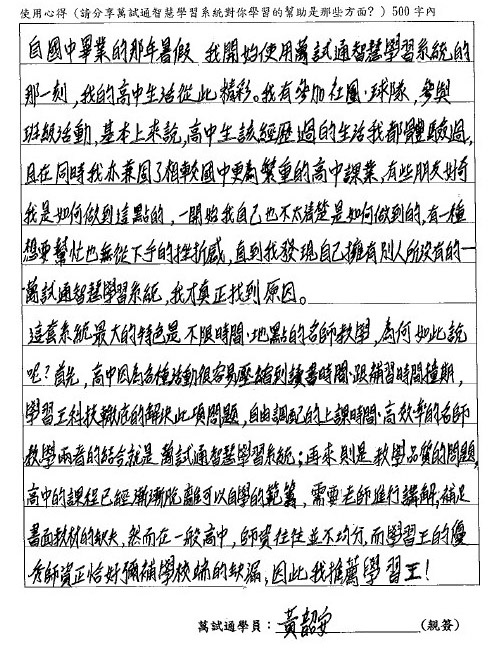 使用心得（請分享萬試通智慧學習系統對你學習的幫助是那些方面？）500字內
自國中畢業的那年暑假，我開始使用萬試通智慧學習系統的
那一刻，我的高中生活從此精彩。我有參加社團、球隊，參與
班級活動，基本上來說，高中生該經歷過的生活我都體驗過，
且在同時我亦兼固了相較國中更為繁重的高中課業，有些朋友好奇
我是如何做到這點的，一開始我自己也不太清楚是如何做到的，有一種
想要幫忙也無從下手的挫折感，直到我發現自己擁有別人所沒有的—
萬試通智慧學習系統，我才真正找到原因。
這套系統最大的特色是不限時間、地點的名師教學，為何如此說
呢？首先，高中因為各種活動很容易壓縮到讀書時間、跟補習時間撞期，
學習王科技徹底的解決此項問題，自由調配的上課時間、高效率的名師
教學兩者的結合就是萬試通智慧學習系統；再來則是教學品質的問題，
高中的課程已經漸漸脫離可以自學的範籌，需要老師進行講解，補足
書面教材的缺失，然而在一般高中，師資往往並不均分，而學習王的優
秀師資正恰好彌補學校端的缺漏，因此我推薦學習王！
萬試通學員：黃韶安（親簽）